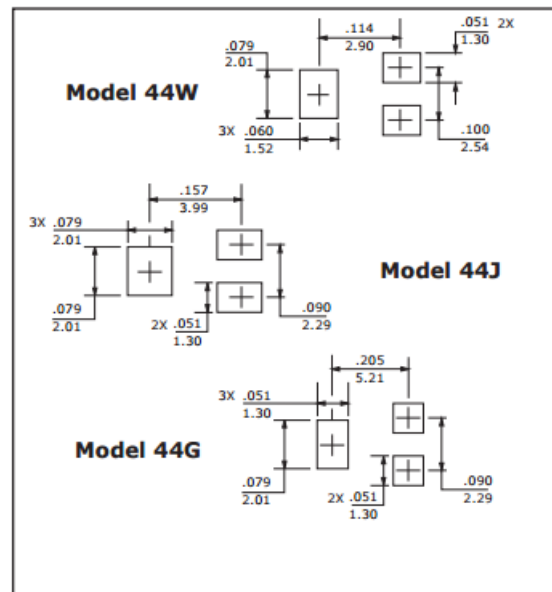 .114
2.90
.051 2X
1.30
.079
2.01
Model 44W
3X .060
1.52
.100
2.54
.157
3.99
3X .079
2.01
Model 44J
.079
2.01
2X .051
1.30
.090
2.29
.205
5.21
3X .051
1.30
Model 44G
.079
2.01
2X .051
1.30
.090
2.29